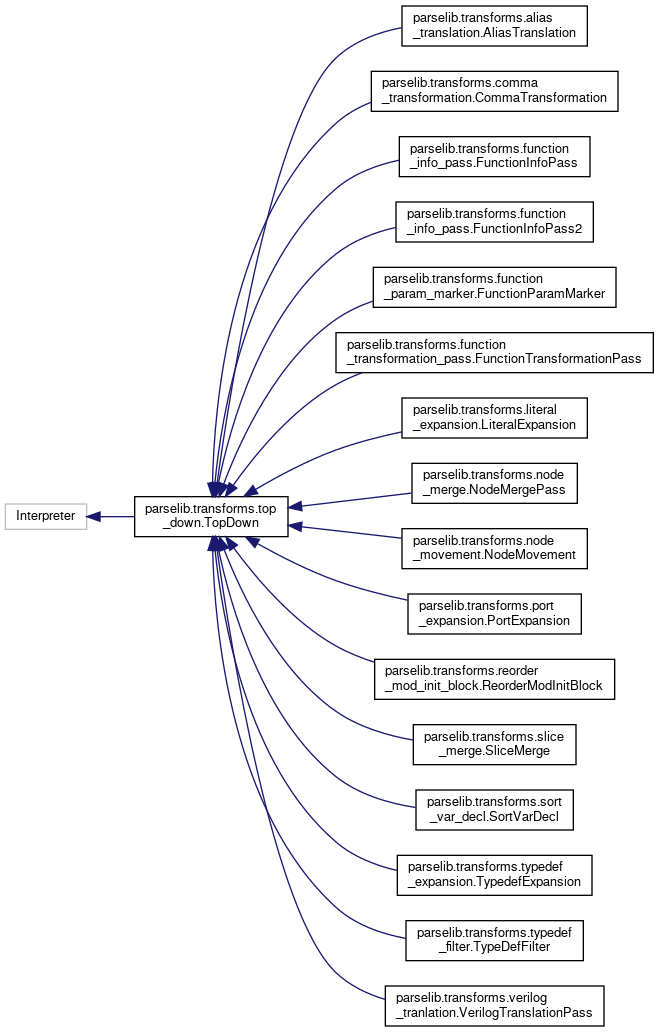 parselib.transforms.alias
_translation.AliasTranslation
parselib.transforms.comma
_transformation.CommaTransformation
parselib.transforms.function
_info_pass.FunctionInfoPass
parselib.transforms.function
_info_pass.FunctionInfoPass2
parselib.transforms.function
_param_marker.FunctionParamMarker
parselib.transforms.function
_transformation_pass.FunctionTransformationPass
parselib.transforms.literal
_expansion.LiteralExpansion
parselib.transforms.node
_merge.NodeMergePass
Interpreter
parselib.transforms.top
_down.TopDown
parselib.transforms.node
_movement.NodeMovement
parselib.transforms.port
_expansion.PortExpansion
parselib.transforms.reorder
_mod_init_block.ReorderModInitBlock
parselib.transforms.slice
_merge.SliceMerge
parselib.transforms.sort
_var_decl.SortVarDecl
parselib.transforms.typedef
_expansion.TypedefExpansion
parselib.transforms.typedef
_filter.TypeDefFilter
parselib.transforms.verilog
_tranlation.VerilogTranslationPass